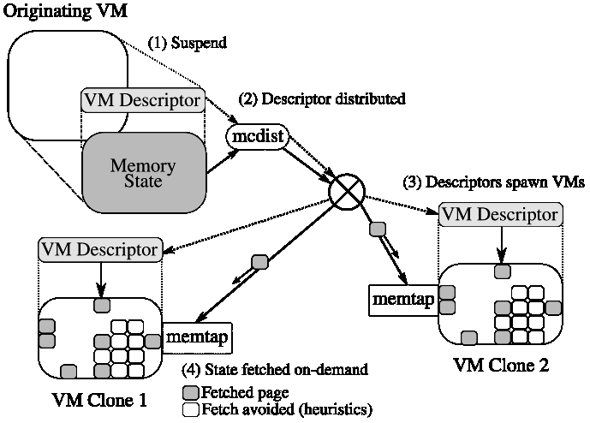 Originating VM
(1) Suspend
VM Descriptor
(2) Descriptor distributed
mcdist
Memory
State
(3) Descriptors spawn VMs
VM Descriptor
VM Descriptor
memtap
memtap
VM Clone 2
(4) State fetched on-demand
Fetched page
VM Clone 1
Fetch avoided (heuristics)